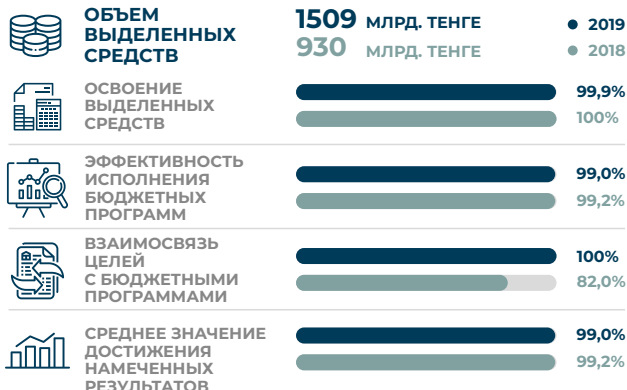 ОБЪЕМ
ВЫДЕЛЕННЫХ
СРЕДСТВ
1509 МЛРД. ТЕНГЕ
930 МЛРД. ТЕНГЕ
● 2019
● 2018
ОСВОЕНИЕ
ВЫДЕЛЕННЫХ
СРЕДСТВ
99,9%
100%
ЭФФЕКТИВНОСТЬ
ИСПОЛНЕНИЯ
БЮДЖЕТНЫХ
ПРОГРАММ
99,0%
99,2%
ВЗАИМОСВЯЗЬ
ЦЕЛЕЙ
С БЮДЖЕТНЫМИ
ПРОГРАММАМИ
100%
82,0%
СРЕДНЕЕ ЗНАЧЕНИЕ
ДОСТИЖЕНИЯ
НАМЕЧЕННЫХ
РЕЗУЛЬТАТОВ
99,0%
99,2%